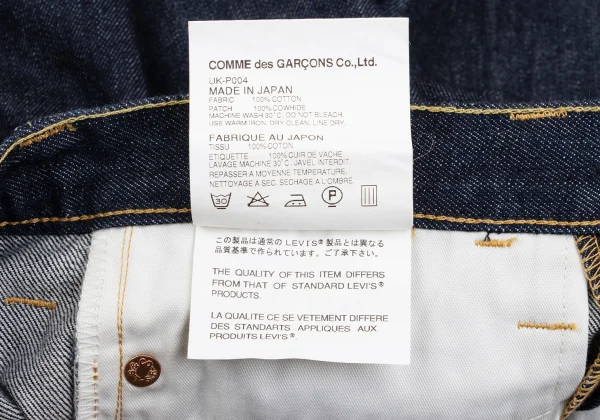 COMME des GARÇONS Co.,Ltd.
UK-P004
MADE IN JAPAN
FABRIC 100%COTTON
PATCH 100%COWHIDE
MACHINE WASH 30℃, DO NOT BLEACH.
USE WARM IRON. DRY CLEAN. LINE DRY.
FABRIQUE AU JAPON
TISSU 100%COTON
ETIQUETTE 100%CUIR DE VACHE
LAVAGE MACHINE 30℃. JAVEL INTERDIT.
REPASSER A MOYENNE TEMPERATURE.
NETTOYAGE A SEC. SECHAGE A L'OMBRE.
30 P
この製品は通常のLEVI'S®製品とは異なる
品質基準で作られています。ご了承下さい。
THE QUALITY OF THIS ITEM DIFFERS
FROM THAT OF STANDARD LEVI'S®
PRODUCTS.
LA QUALITE CE SE VETEMENT DIFFERE
DES STANDARTS APPLIQUES AUX
PRODUITS LEVI'S®